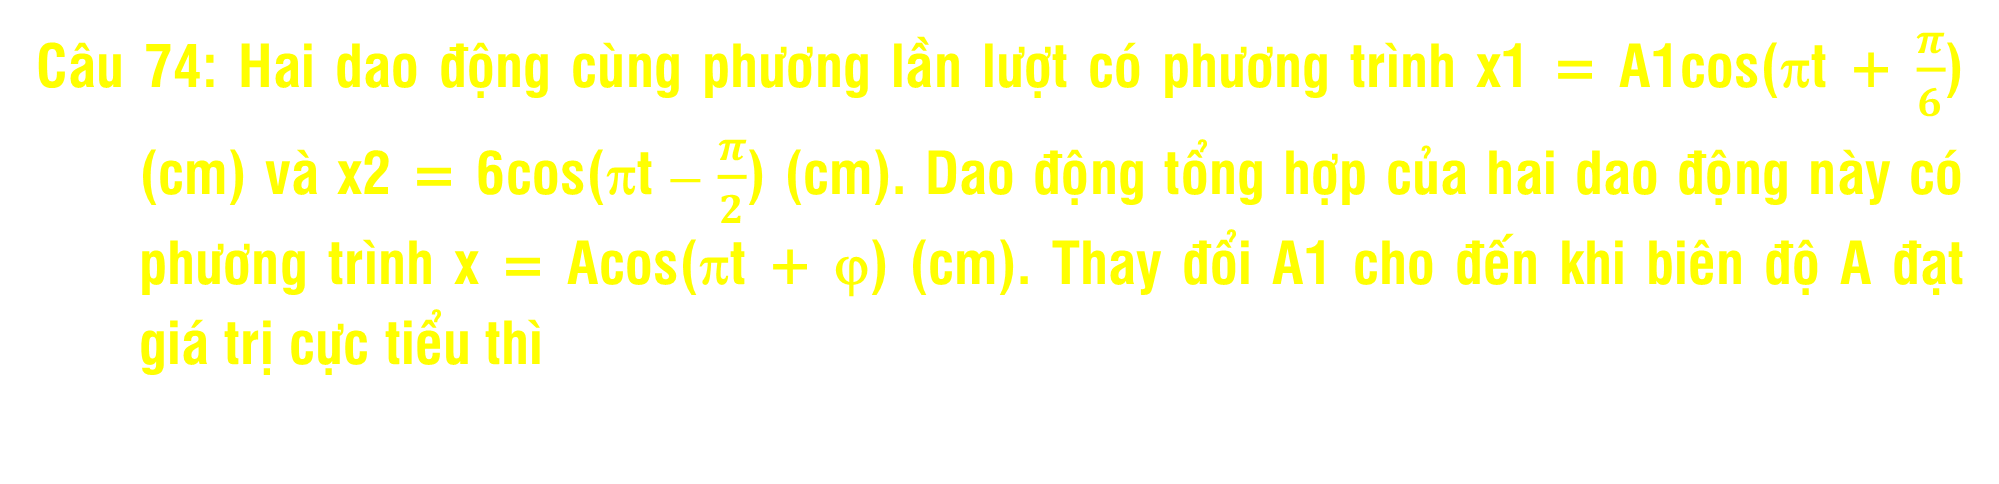 Câu 74: Hai dao động cùng phương lần lượt có phương trình x1 = A1cos(πt + π/6)
(cm) và x2 = 6cos(πt – π/2) (cm). Dao động tổng hợp của hai dao động này có
phương trình x = Acos(πt + φ) (cm). Thay đổi A1 cho đến khi biên độ A đạt
giá trị cực tiểu thì